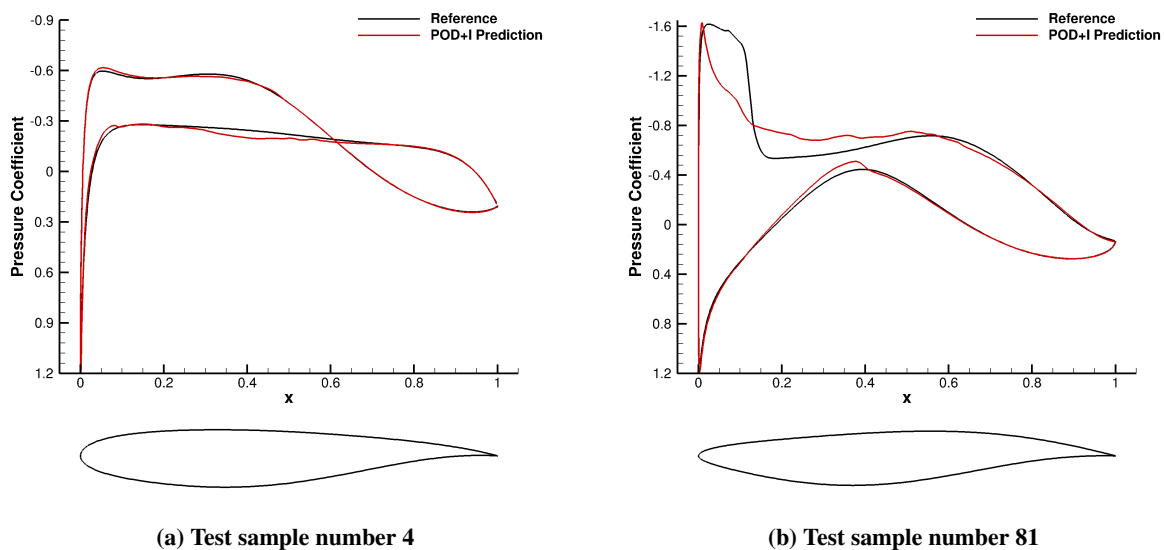 -0.9
-0.6
-0.3
0
0.3
0.6
0.9
1.2
Pressure Coefficient
Reference
POD+I Prediction
0 0.2 0.4 0.6 0.8 1
x
(a) Test sample number 4
-1.6
-1.2
-0.8
-0.4
0
0.4
0.8
1.2
Pressure Coefficient
Reference
POD+I Prediction
0 0.2 0.4 0.6 0.8 1
x
(b) Test sample number 81